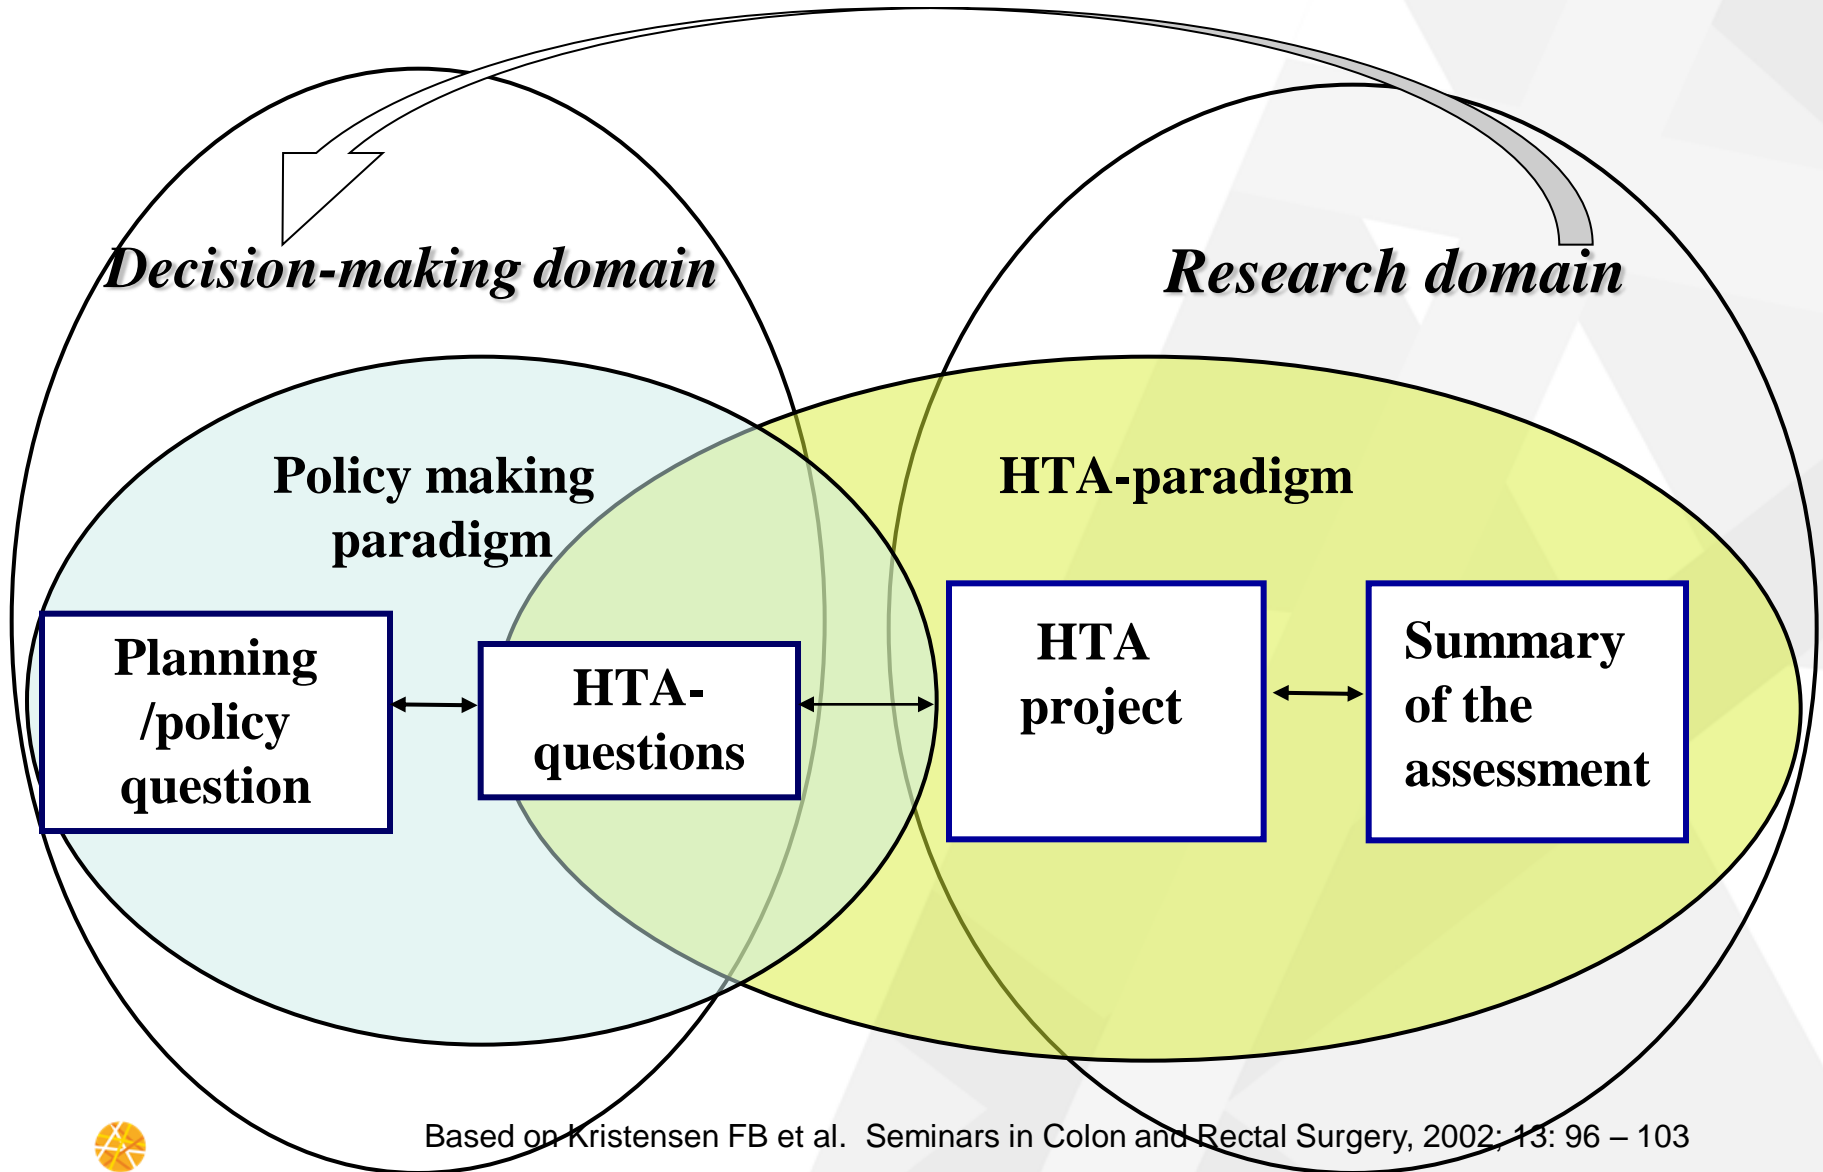 Decision-making domain
Research domain
Policy making
paradigm
HTA-paradigm
Planning
/policy
question
HTA-
questions
HTA
project
Summary
of the
assessment
Based on Kristensen FB et al.  Seminars in Colon and Rectal Surgery, 2002; 13: 96 – 103